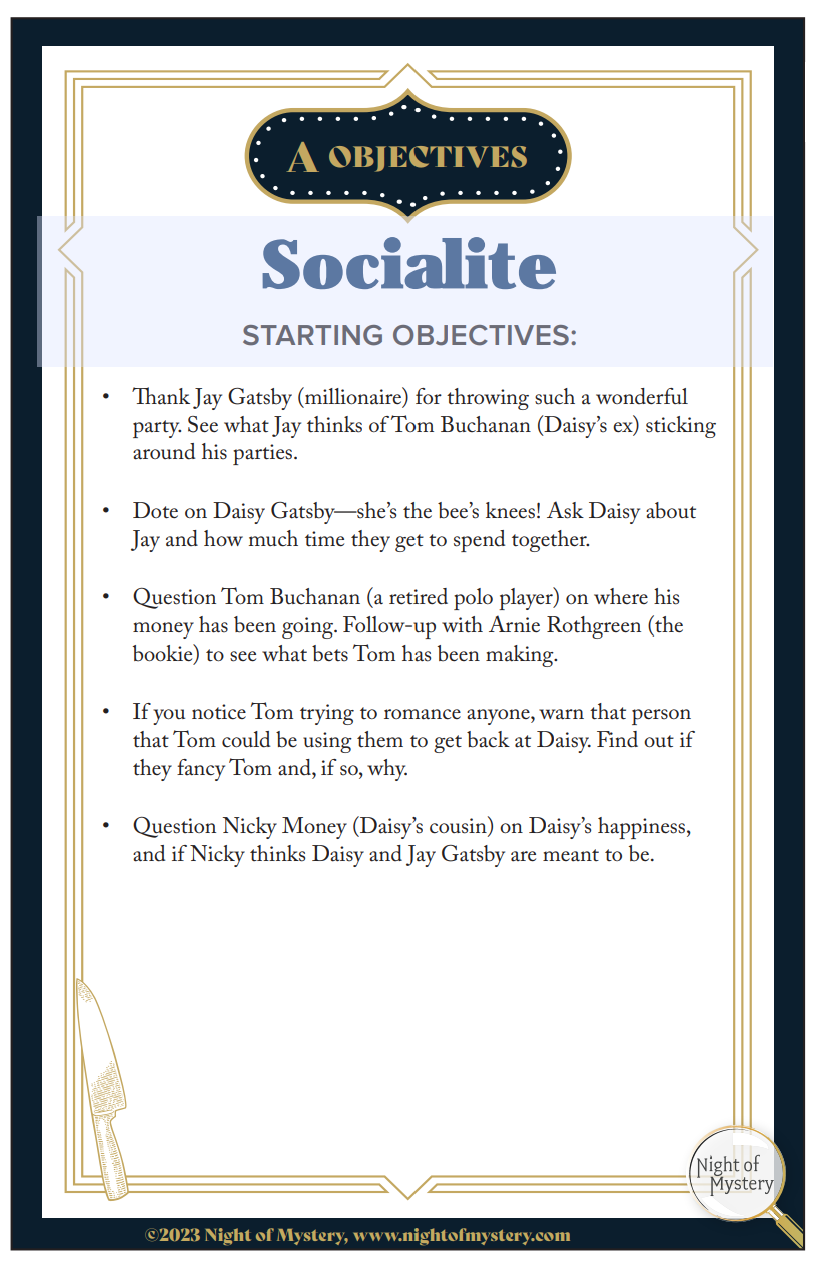 A OBJECTIVES
Socialite
STARTING OBJECTIVES:
• Thank Jay Gatsby (millionaire) for throwing such a wonderful
party. See what Jay thinks of Tom Buchanan (Daisy’s ex) sticking
around his parties.
• Dote on Daisy Gatsby—she’s the bee’s knees! Ask Daisy about
Jay and how much time they get to spend together.
• Question Tom Buchanan (a retired polo player) on where his
money has been going. Follow-up with Arnie Rothgreen (the
bookie) to see what bets Tom has been making.
• If you notice Tom trying to romance anyone, warn that person
that Tom could be using them to get back at Daisy. Find out if
they fancy Tom and, if so, why.
• Question Nicky Money (Daisy’s cousin) on Daisy’s happiness,
and if Nicky thinks Daisy and Jay Gatsby are meant to be.
Night of
Mystery
©2023 Night of Mystery, www.nightofmystery.com